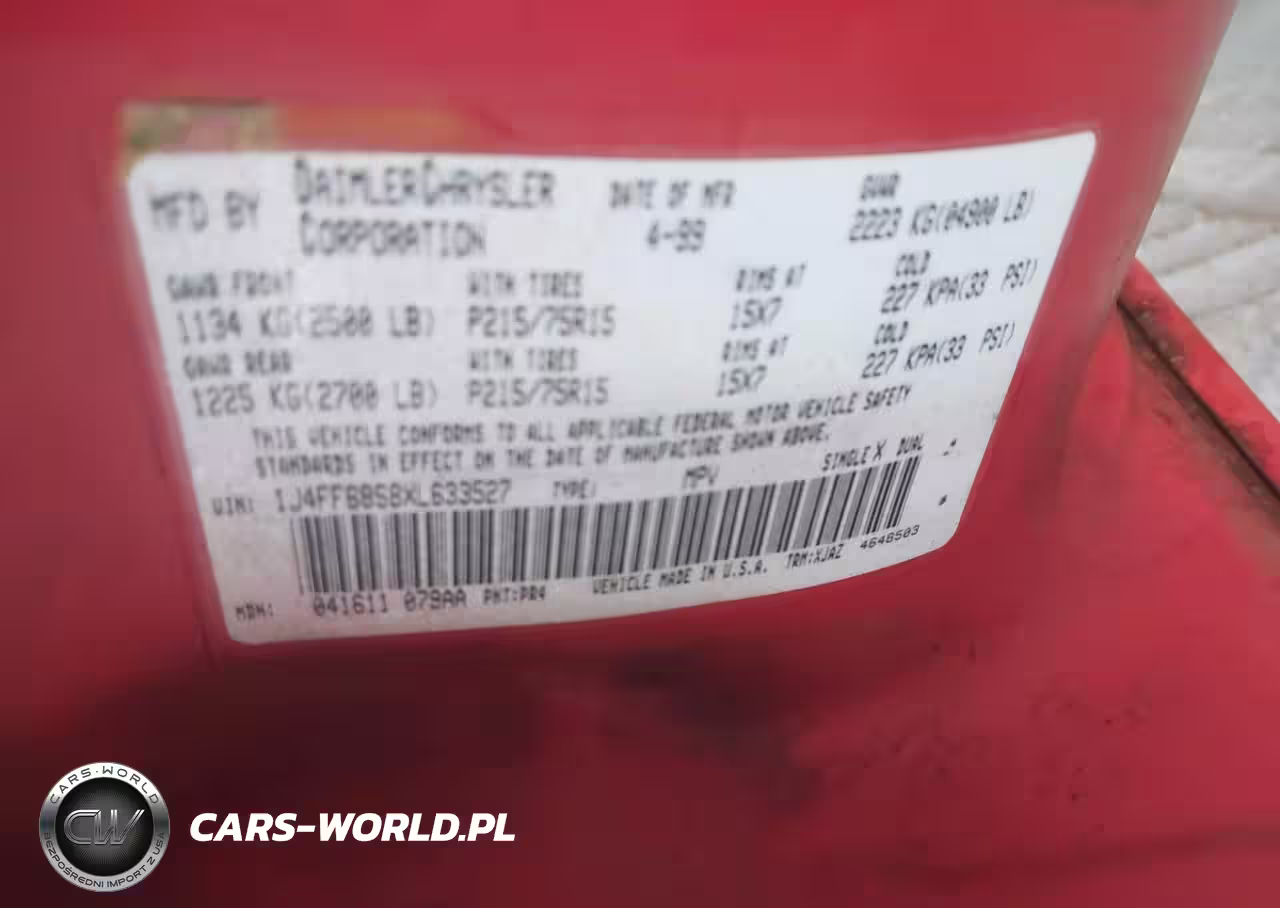 MFD BY DAIMLERCHRYSLER CORPORATION DATE OF MFR 4-99 GVWR 2223 KG(04900 LB)
GAWR FRONT WITH TIRES RIMS AT COLD
1134 KG(2500 LB) P215/75R15 15X7 227 KPA(33 PSI)
GAWR REAR WITH TIRES RIMS AT COLD
1225 KG(2700 LB) P215/75R15 15X7 227 KPA(33 PSI)
THIS VEHICLE CONFORMS TO ALL APPLICABLE FEDERAL MOTOR VEHICLE SAFETY
STANDARDS IN EFFECT ON THE DATE OF MANUFACTURE SHOWN ABOVE.
VIN: 1J4FF68S8XL633527 TYPE: MPV SINGLE X DUAL
MDH: 041611 079AA PNT:PR4 VEHICLE MADE IN U.S.A. TRM:XJAZ 4648503
CARS-WORLD
CW
BEZPOŚREDNI IMPORT Z USA
CARS-WORLD.PL